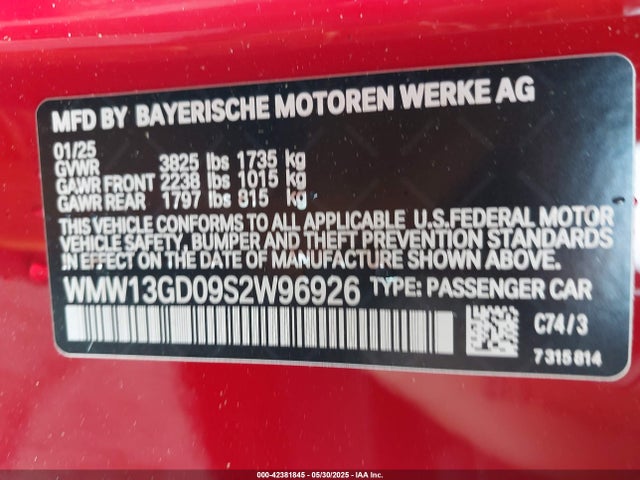 MFD BY BAYERISCHE MOTOREN WERKE AG
01/25
GVWR 3825 lbs 1735 kg
GAWR FRONT 2238 lbs 1015 kg
GAWR REAR 1797 lbs 815 kg
THIS VEHICLE CONFORMS TO ALL APPLICABLE U.S.FEDERAL MOTOR
VEHICLE SAFETY, BUMPER AND THEFT PREVENTION STANDARDS
IN EFFECT ON THE DATE OF MANUFACTURE SHOWN ABOVE.
WMW13GD09S2W96926 TYPE: PASSENGER CAR
C74/3
7315814
000-42381845 - 05/30/2025 - IAA Inc.